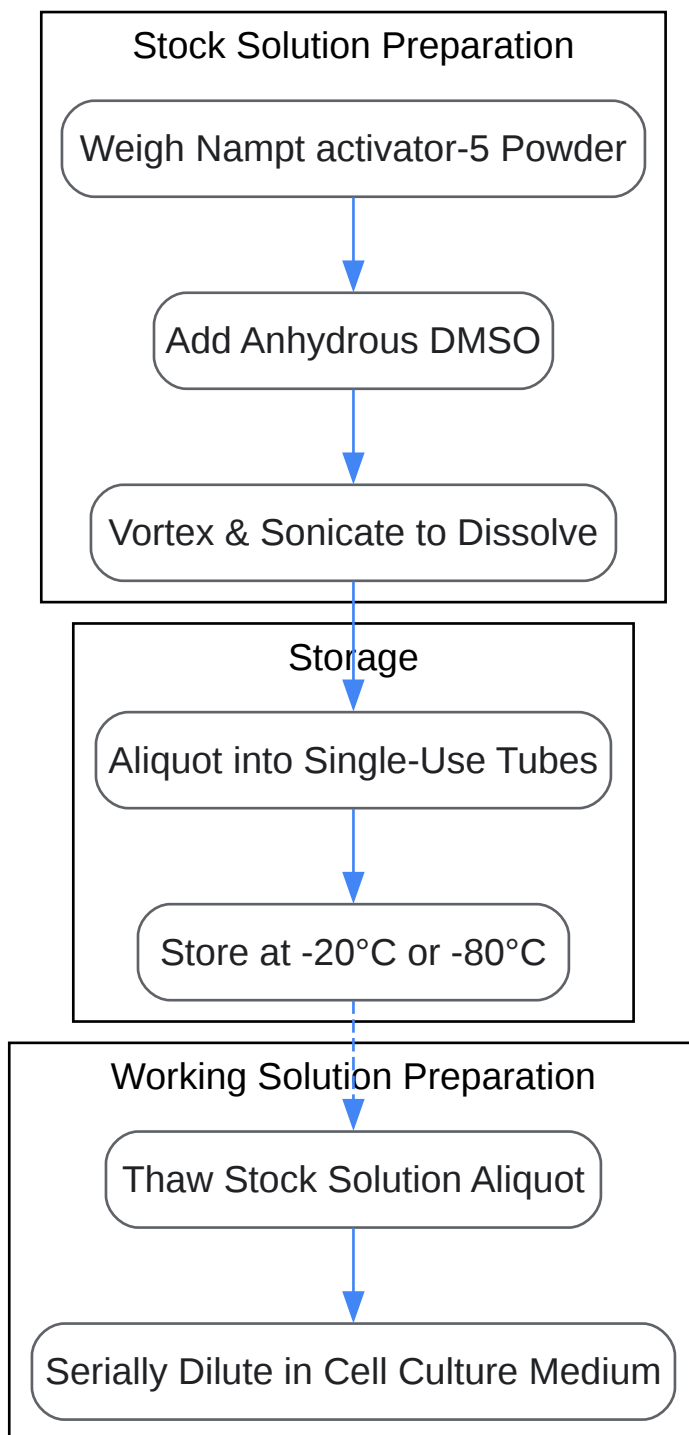 Stock Solution Preparation
Weigh Nampt activator-5 Powder
Add Anhydrous DMSO
Vortex & Sonicate to Dissolve
Storage
Aliquot into Single-Use Tubes
Store at -20°C or -80°C
Working Solution Preparation
Thaw Stock Solution Aliquot
Serially Dilute in Cell Culture Medium